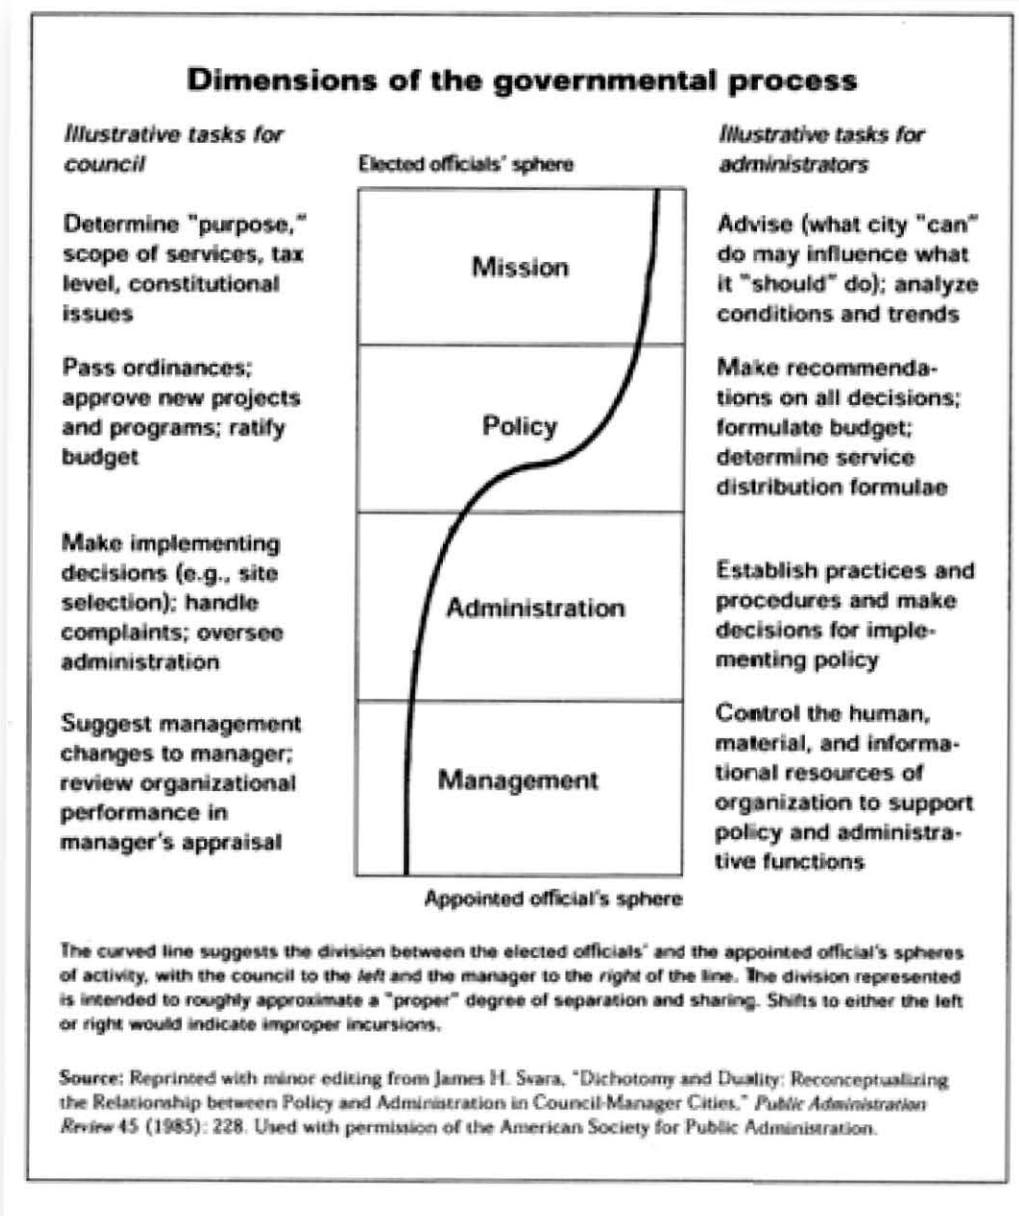 Dimensions of the governmental process
Illustrative tasks for
council
Determine "purpose,"
scope of services, tax
level, constitutional
issues
Pass ordinances;
approve new projects
and programs; ratify
budget
Make implementing
decisions (e.g., site
selection); handle
complaints; oversee
administration
Suggest management
changes to manager;
review organizational
performance in
manager's appraisal
Elected officials' sphere
Mission
Policy
Administration
Management
Appointed official's sphere
Illustrative tasks for
administrators
Advise (what city "can"
do may influence what
it "should" do); analyze
conditions and trends
Make recommenda-
tions on all decisions;
formulate budget;
determine service
distribution formulae
Establish practices and
procedures and make
decisions for imple-
menting policy
Control the human,
material, and informa-
tional resources of
organization to support
policy and administra-
tive functions
The curved line suggests the division between the elected officials' and the appointed official's spheres
of activity, with the council to the left and the manager to the right of the line. The division represented
is intended to roughly approximate a "proper" degree of separation and sharing. Shifts to either the left
or right would indicate improper incursions.
Source: Reprinted with minor editing from James H. Svara, "Dichotomy and Duality: Reconceptualizing
the Relationship between Policy and Administration in Council-Manager Cities," Public Administration
Review 45 (1985): 228. Used with permission of the American Society for Public Administration.